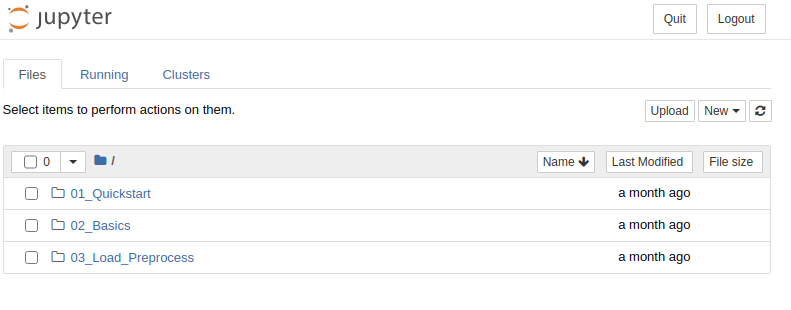 jupyter
Quit Logout
Files Running Clusters
Select items to perform actions on them.
Upload New
0 / Name Last Modified File size
01_Quickstart a month ago
02_Basics a month ago
03_Load_Preprocess a month ago